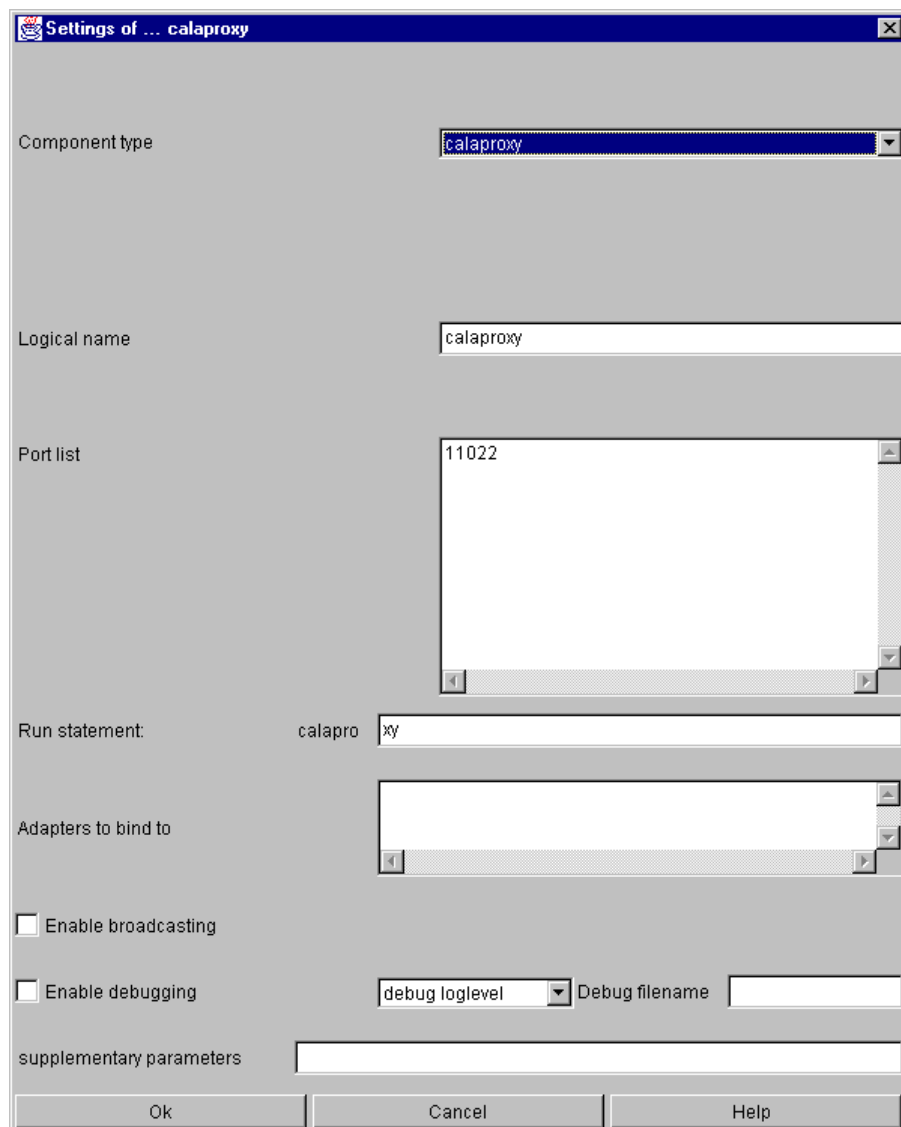 Settings of ... calaproxy
Component type calaproxy
Logical name calaproxy
Port list 11022
Run statement: calapro xy
Adapters to bind to
Enable broadcasting
Enable debugging debug loglevel Debug filename
supplementary parameters
Ok Cancel Help